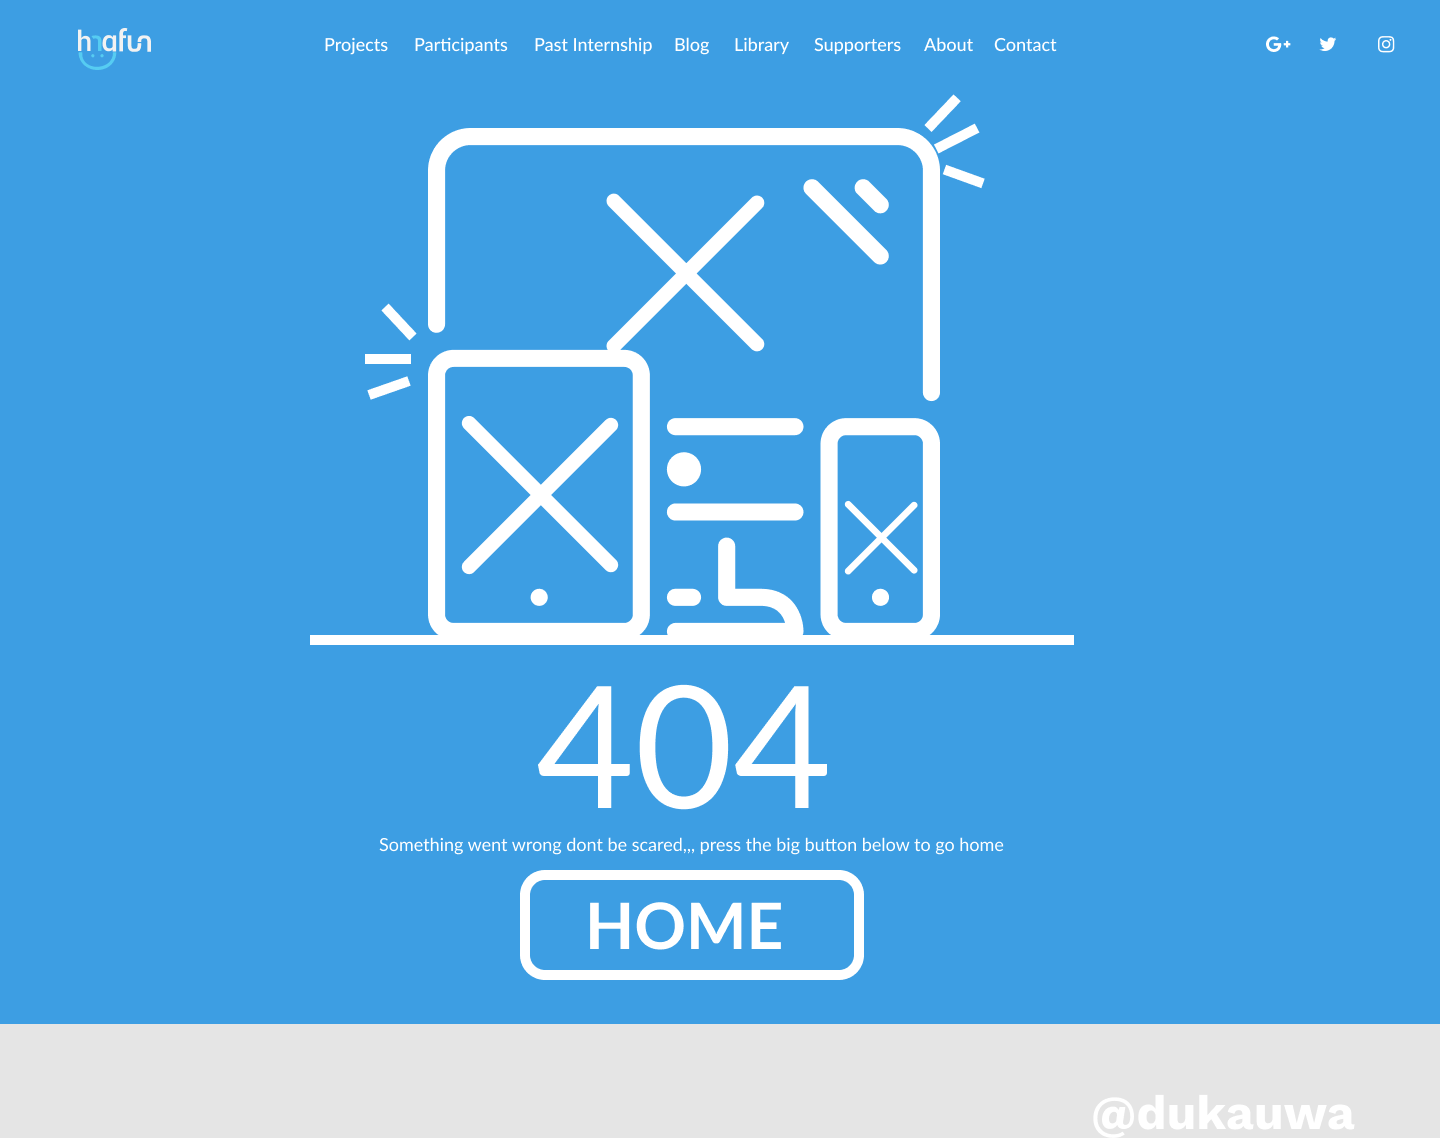 hngfun
Projects Participants Past Internship Blog Library Supporters About Contact G+
404
Something went wrong dont be scared,,, press the big button below to go home
HOME
@dukauwa